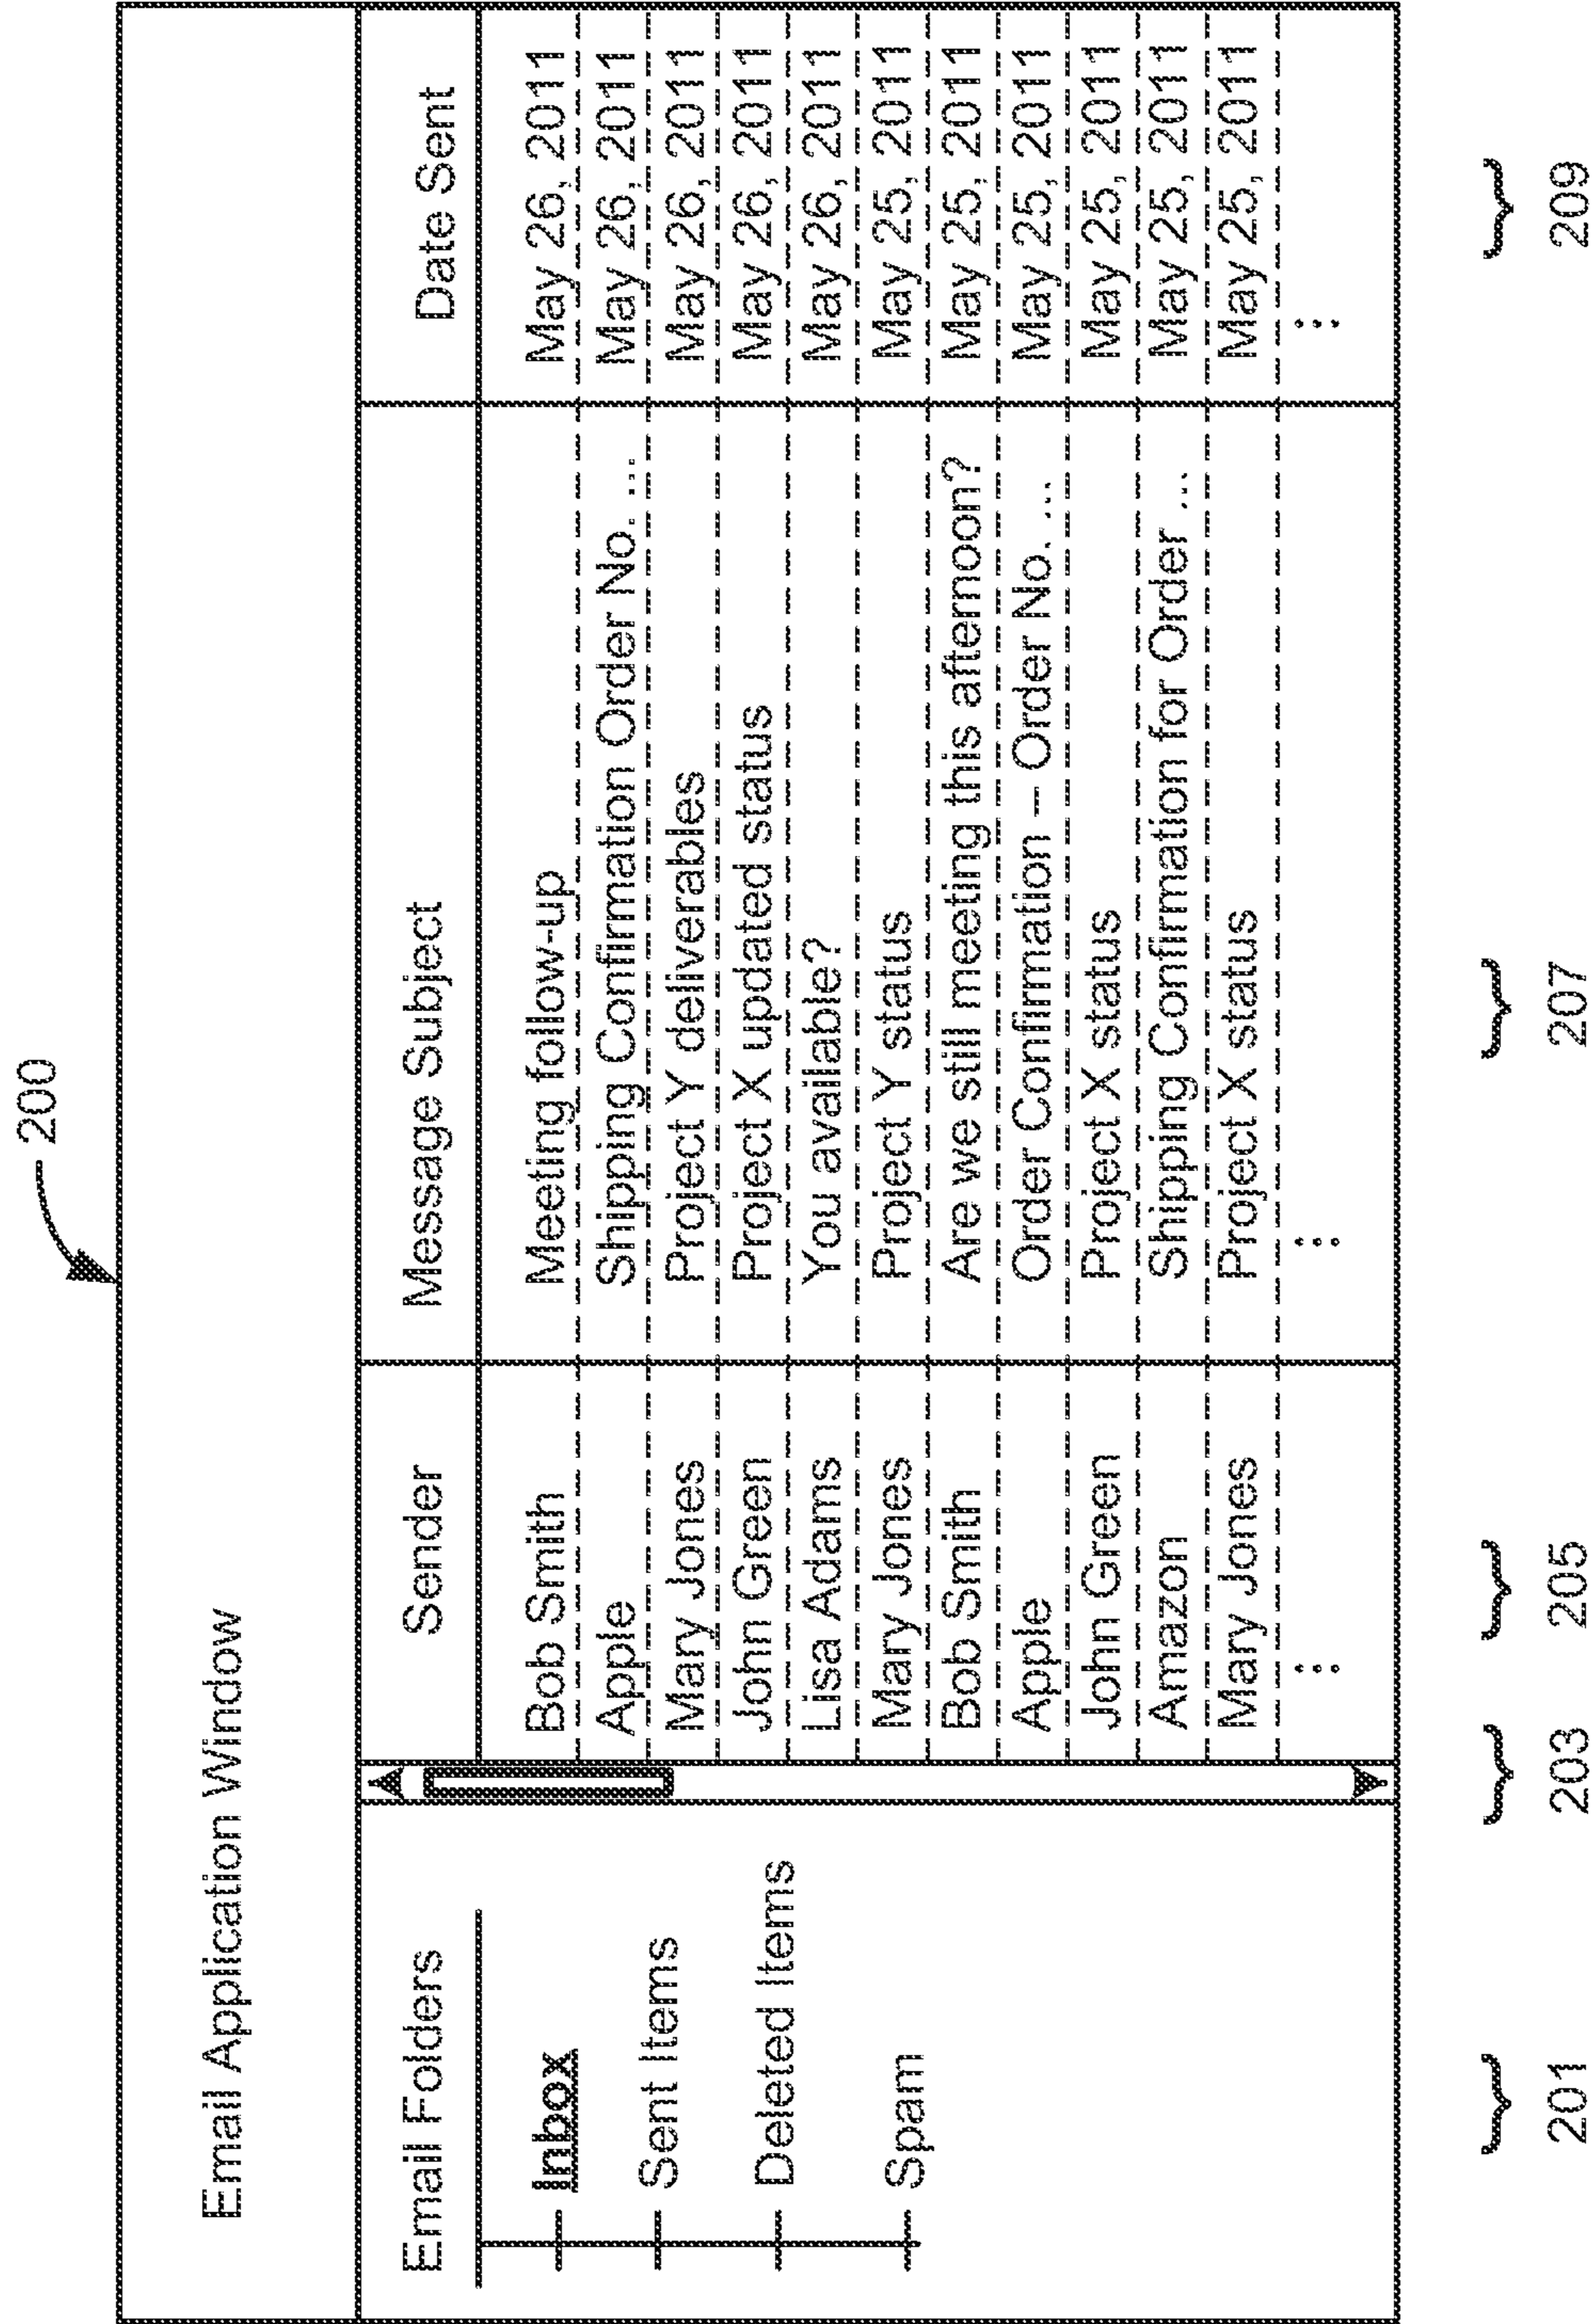 200
Email Application Window
Email Folders
Inbox
Sent Items
Deleted Items
Spam
Sender Message Subject Date Sent
Bob Smith Meeting follow-up May 26, 2011
Apple Shipping Confirmation Order No. ... May 26, 2011
Mary Jones Project Y deliverables May 26, 2011
John Green Project X updated status May 26, 2011
Lisa Adams You available? May 26, 2011
Mary Jones Project Y status May 25, 2011
Bob Smith Are we still meeting this afternoon? May 25, 2011
Apple Order Confirmation – Order No. ... May 25, 2011
John Green Project X status May 25, 2011
Amazon Shipping Confirmation for Order ... May 25, 2011
Mary Jones Project X status May 25, 2011
201 203 205 207 209